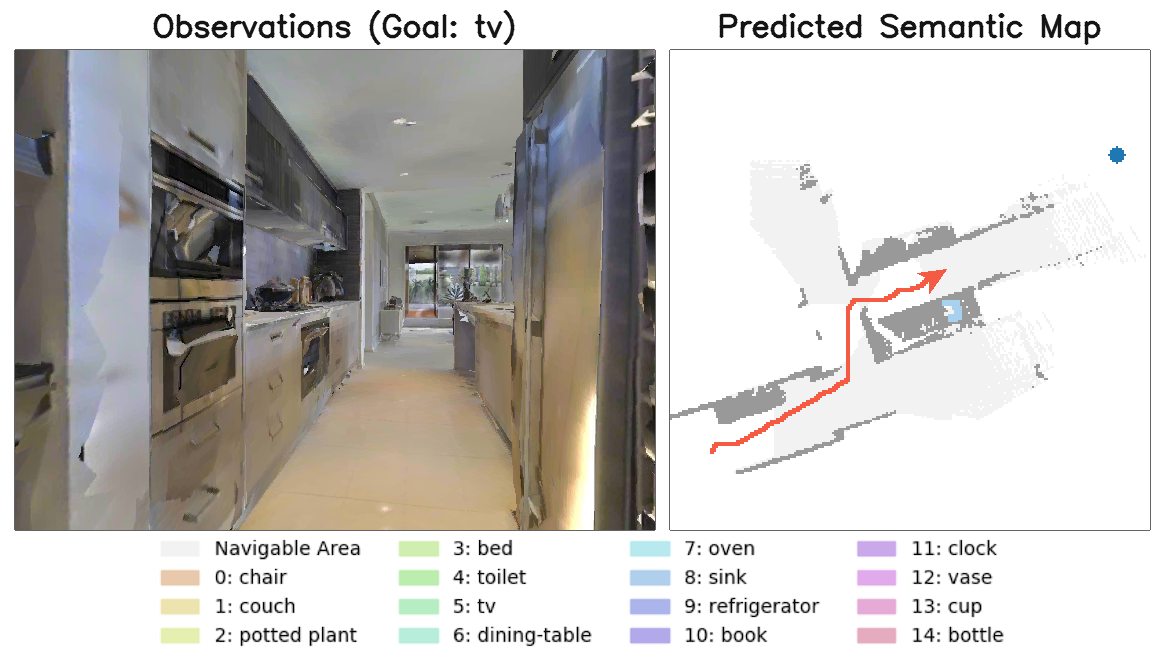 Observations (Goal: tv)
Predicted Semantic Map
Navigable Area
0: chair
1: couch
2: potted plant
3: bed
4: toilet
5: tv
6: dining-table
7: oven
8: sink
9: refrigerator
10: book
11: clock
12: vase
13: cup
14: bottle